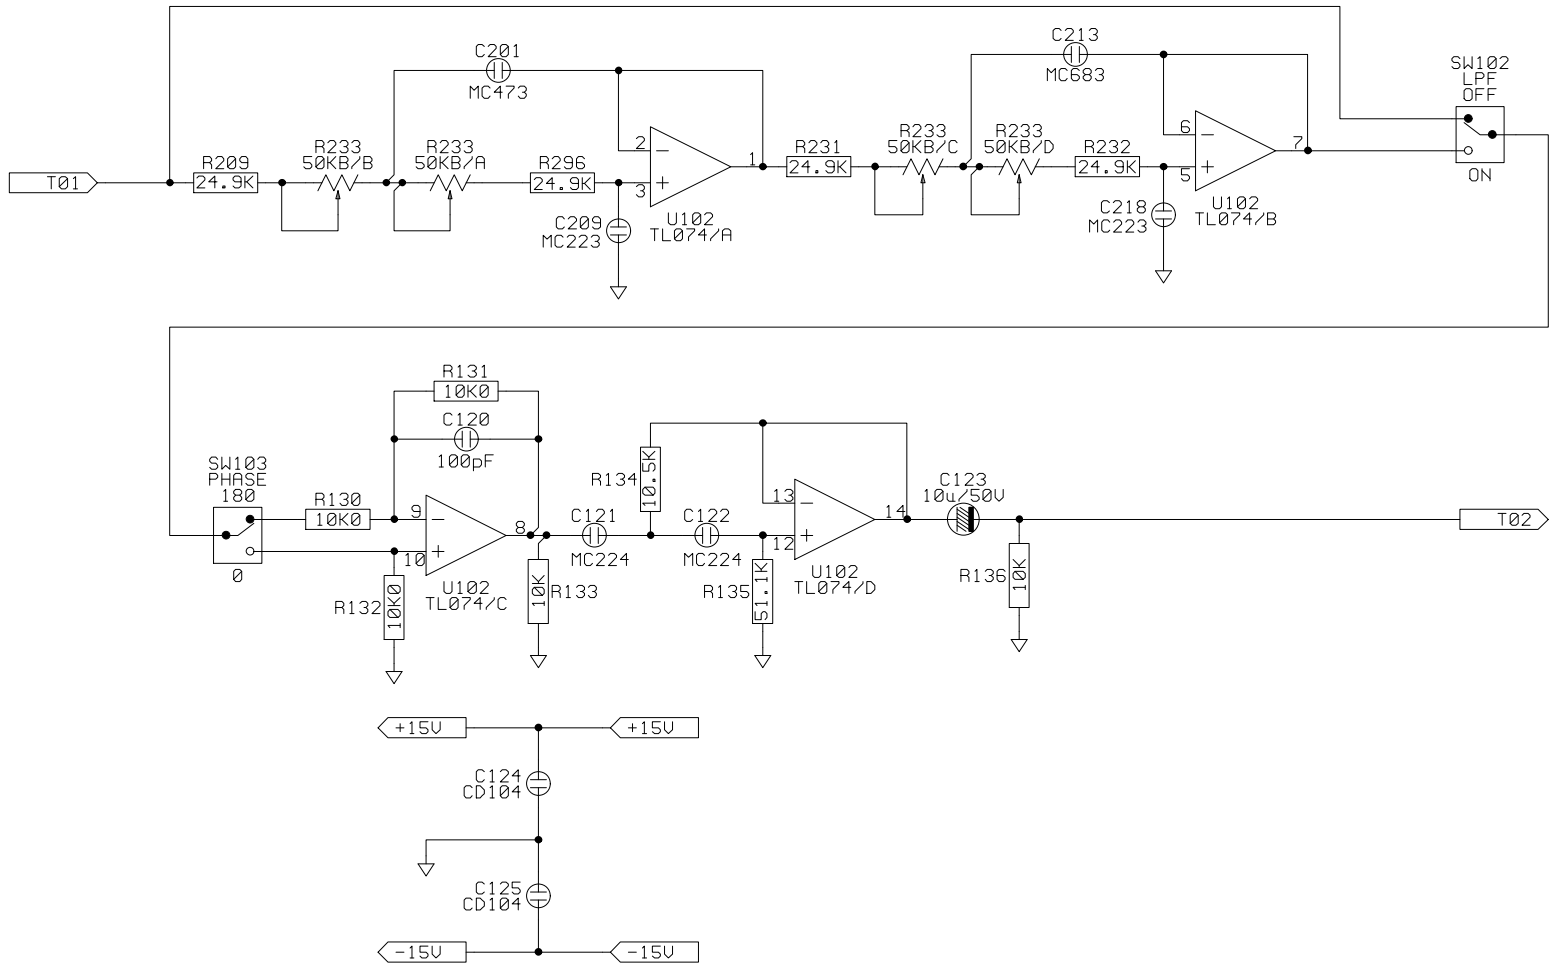 C201
MC473
C213
MC683
SW102
LPF
OFF
ON
T01
R209
24.9K
R233
50KB/B
R233
50KB/A
R296
24.9K
2
3
1
C209
MC223
U102
TL074/A
R231
24.9K
R233
50KB/C
R233
50KB/D
R232
24.9K
6
5
7
C218
MC223
U102
TL074/B
R131
10K0
C120
100pF
SW103
PHASE
180
0
R130
10K0
9
10
8
R132
10K0
U102
TL074/C
C121
MC224
R133
10K
R134
10.5K
C122
MC224
R135
51.1K
13
12
14
U102
TL074/D
C123
10u/50V
R136
10K
T02
+15V
+15V
C124
CD104
C125
CD104
-15V
-15V